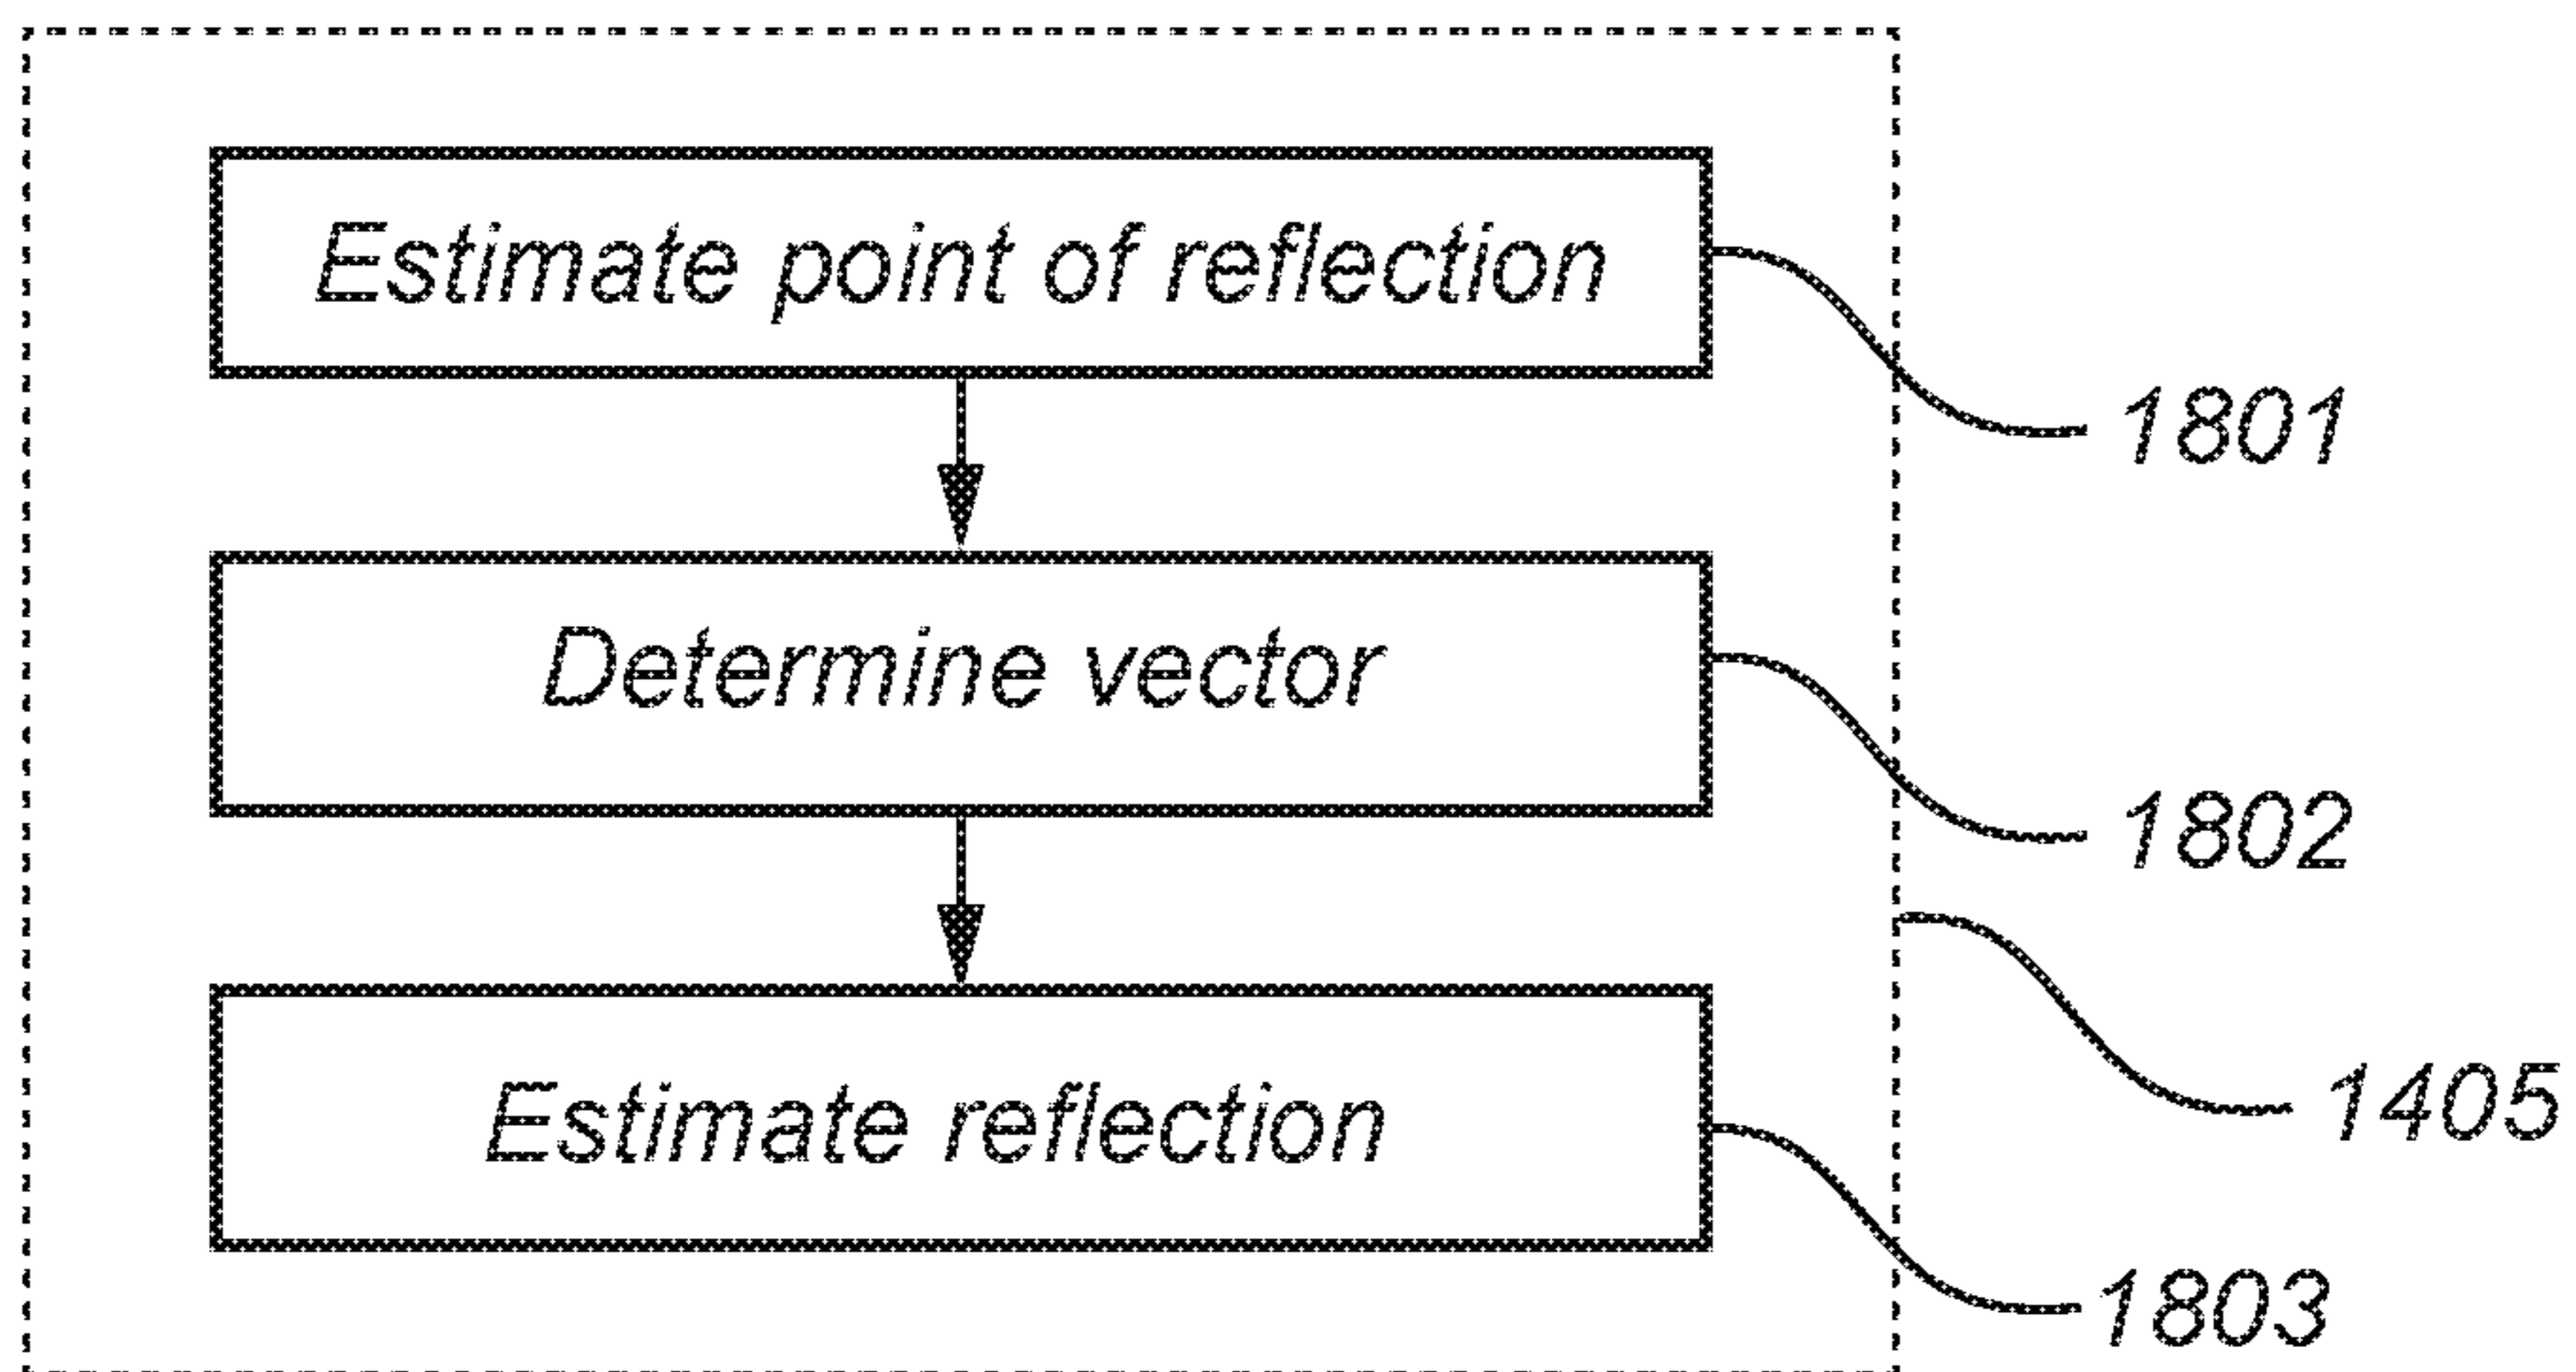 Estimate point of reflection
1801
Determine vector
1802
1405
Estimate reflection
1803